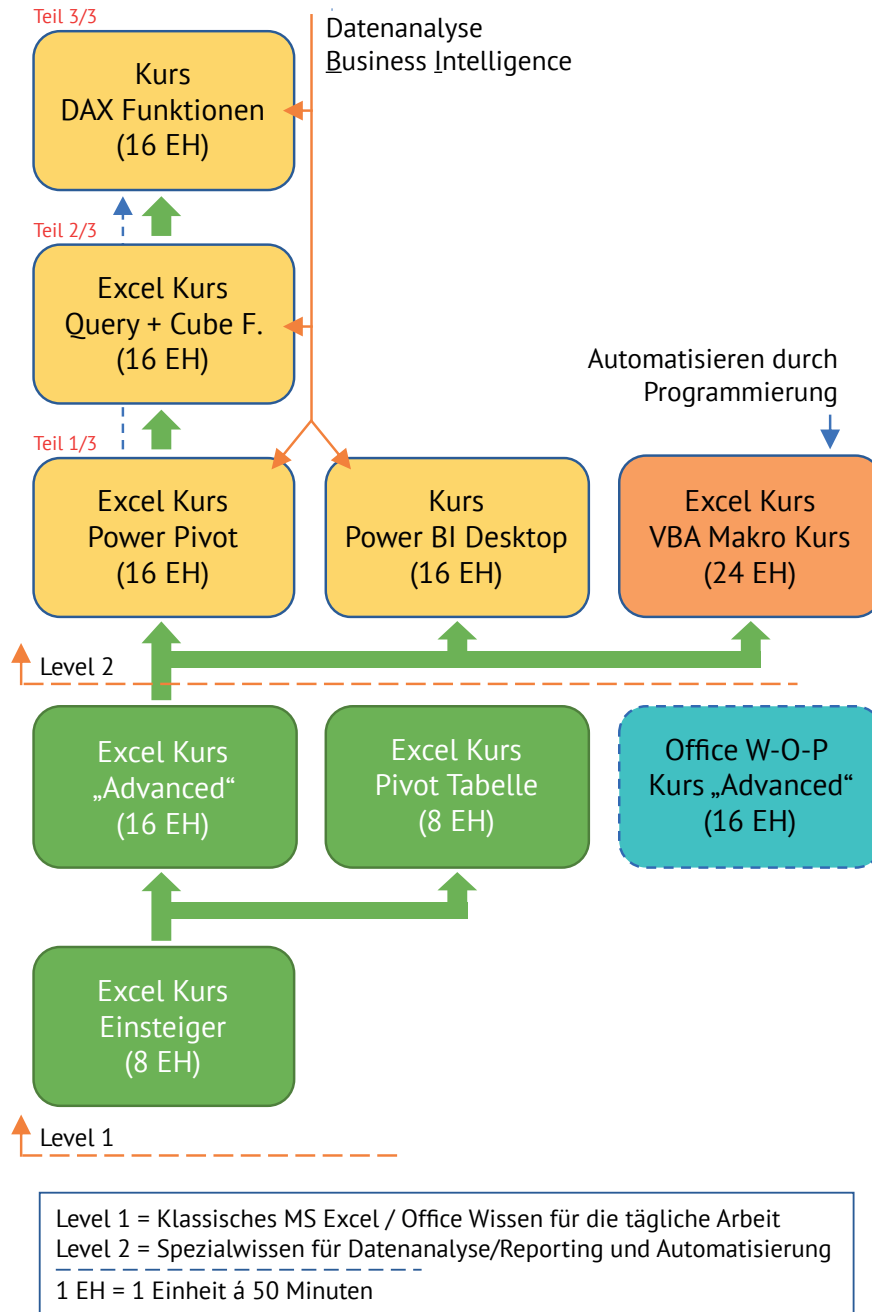 Teil 3/3
Kurs
DAX Funktionen
(16 EH)
Datenanalyse
Business Intelligence
Teil 2/3
Excel Kurs
Query + Cube F.
(16 EH)
Automatisieren durch
Programmierung
Teil 1/3
Excel Kurs
Power Pivot
(16 EH)
Kurs
Power BI Desktop
(16 EH)
Excel Kurs
VBA Makro Kurs
(24 EH)
Level 2
Excel Kurs
„Advanced“
(16 EH)
Excel Kurs
Pivot Tabelle
(8 EH)
Office W-O-P
Kurs „Advanced“
(16 EH)
Excel Kurs
Einsteiger
(8 EH)
Level 1
Level 1 = Klassisches MS Excel / Office Wissen für die tägliche Arbeit
Level 2 = Spezialwissen für Datenanalyse/Reporting und Automatisierung
1 EH = 1 Einheit á 50 Minuten